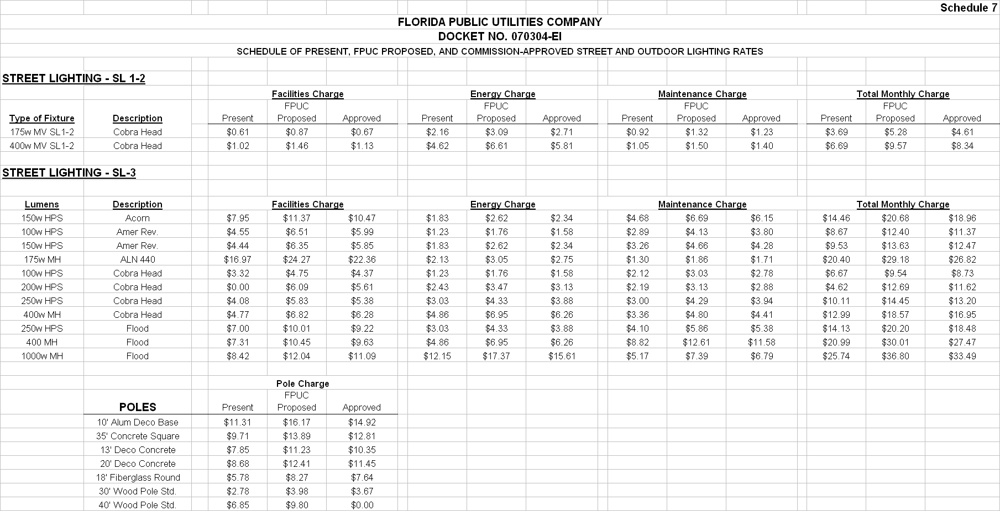 Schedule 7
FLORIDA PUBLIC UTILITIES COMPANY
DOCKET NO. 070304-EI
SCHEDULE OF PRESENT, FPUC PROPOSED, AND COMMISSION-APPROVED STREET AND OUTDOOR LIGHTING RATES
STREET LIGHTING - SL 1-2
Facilities Charge Energy Charge Maintenance Charge Total Monthly Charge
FPUC FPUC FPUC FPUC
Type of Fixture Description Present Proposed Approved Present Proposed Approved Present Proposed Approved Present Proposed Approved
175w MV SL1-2 Cobra Head $0.61 $0.87 $0.67 $2.16 $3.09 $2.71 $0.92 $1.32 $1.23 $3.69 $5.28 $4.61
400w MV SL1-2 Cobra Head $1.02 $1.46 $1.13 $4.62 $6.61 $5.81 $1.05 $1.50 $1.40 $6.69 $9.57 $8.34
STREET LIGHTING - SL-3
Lumens Description Facilities Charge Energy Charge Maintenance Charge Total Monthly Charge
150w HPS Acorn $7.95 $11.37 $10.47 $1.83 $2.62 $2.34 $4.68 $6.69 $6.15 $14.46 $20.68 $18.96
100w HPS Amer Rev. $4.55 $6.51 $5.99 $1.23 $1.76 $1.58 $2.89 $4.13 $3.80 $8.67 $12.40 $11.37
150w HPS Amer Rev. $4.44 $6.35 $5.85 $1.83 $2.62 $2.34 $3.26 $4.66 $4.28 $9.53 $13.63 $12.47
175w MH ALN 440 $16.97 $24.27 $22.36 $2.13 $3.05 $2.75 $1.30 $1.86 $1.71 $20.40 $29.18 $26.82
100w HPS Cobra Head $3.32 $4.75 $4.37 $1.23 $1.76 $1.58 $2.12 $3.03 $2.78 $6.67 $9.54 $8.73
200w HPS Cobra Head $0.00 $6.09 $5.61 $2.43 $3.47 $3.13 $2.19 $3.13 $2.88 $4.62 $12.69 $11.62
250w HPS Cobra Head $4.08 $5.83 $5.38 $3.03 $4.33 $3.88 $3.00 $4.29 $3.94 $10.11 $14.45 $13.20
400w MH Cobra Head $4.77 $6.82 $6.28 $4.86 $6.95 $6.26 $3.36 $4.80 $4.41 $12.99 $18.57 $16.95
250w HPS Flood $7.00 $10.01 $9.22 $3.03 $4.33 $3.88 $4.10 $5.86 $5.38 $14.13 $20.20 $18.48
400 MH Flood $7.31 $10.45 $9.63 $4.86 $6.95 $6.26 $8.82 $12.61 $11.58 $20.99 $30.01 $27.47
1000w MH Flood $8.42 $12.04 $11.09 $12.15 $17.37 $15.61 $5.17 $7.39 $6.79 $25.74 $36.80 $33.49
Pole Charge
FPUC
POLES Present Proposed Approved
10' Alum Deco Base $11.31 $16.17 $14.92
35' Concrete Square $9.71 $13.89 $12.81
13' Deco Concrete $7.85 $11.23 $10.35
20' Deco Concrete $8.68 $12.41 $11.45
18' Fiberglass Round $5.78 $8.27 $7.64
30' Wood Pole Std. $2.78 $3.98 $3.67
40' Wood Pole Std. $6.85 $9.80 $0.00